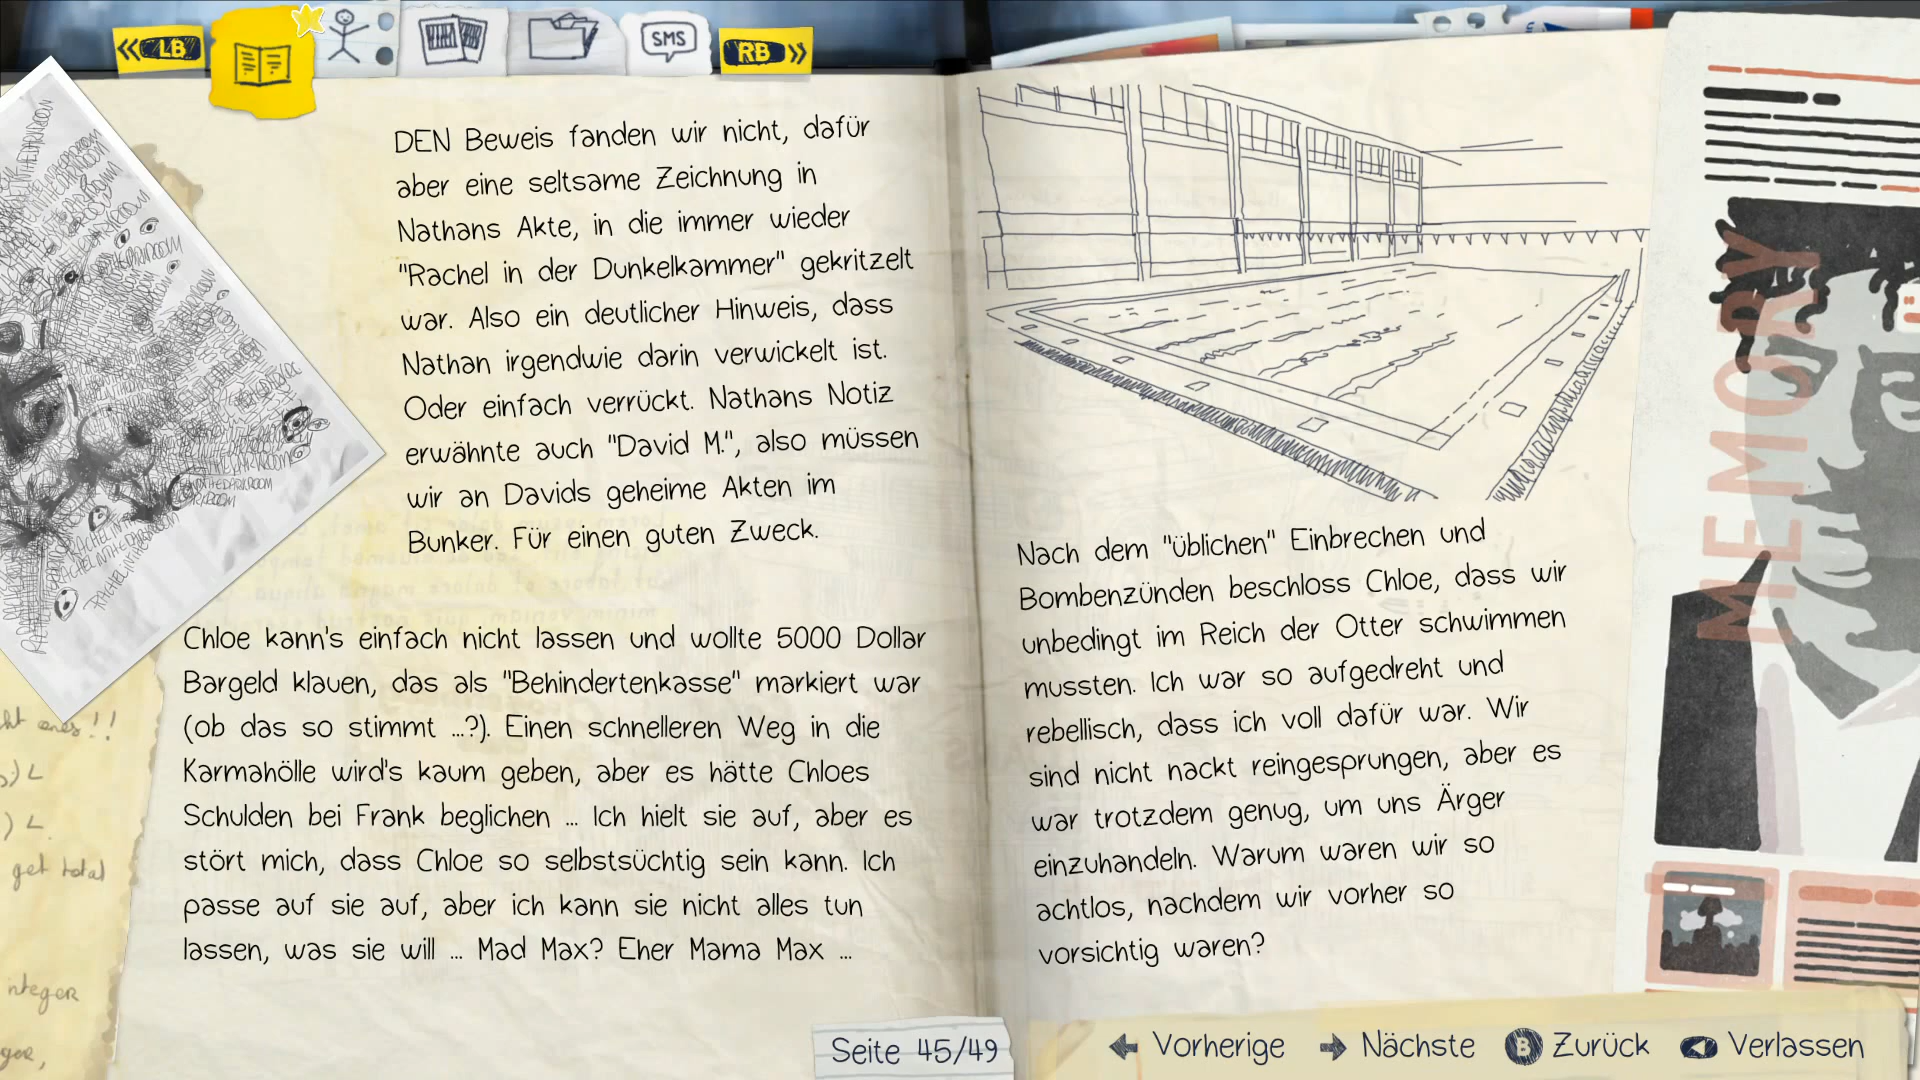 LB
SMS
RB
DEN Beweis fanden wir nicht, dafür
aber eine seltsame Zeichnung in
Nathans Akte, in die immer wieder
"Rachel in der Dunkelkammer" gekritzelt
war. Also ein deutlicher Hinweis, dass
Nathan irgendwie darin verwickelt ist.
Oder einfach verrückt. Nathans Notiz
erwähnte auch "David M.", also müssen
wir an Davids geheime Akten im
Bunker. Für einen guten Zweck.
Chloe kann's einfach nicht lassen und wollte 5000 Dollar
Bargeld klauen, das als "Behindertenkasse" markiert war
(ob das so stimmt ...?). Einen schnelleren Weg in die
Karmahölle wird's kaum geben, aber es hätte Chloes
Schulden bei Frank beglichen ... Ich hielt sie auf, aber es
stört mich, dass Chloe so selbstsüchtig sein kann. Ich
passe auf sie auf, aber ich kann sie nicht alles tun
lassen, was sie will ... Mad Max? Eher Mama Max ...
get total
integer
Nach dem "üblichen" Einbrechen und
Bombenzünden beschloss Chloe, dass wir
unbedingt im Reich der Otter schwimmen
mussten. Ich war so aufgedreht und
rebellisch, dass ich voll dafür war. Wir
sind nicht nackt reingesprungen, aber es
war trotzdem genug, um uns Ärger
einzuhandeln. Warum waren wir so
achtlos, nachdem wir vorher so
vorsichtig waren?
MEMORY
Seite 45/49
Vorherige
Nächste
B Zurück
Verlassen